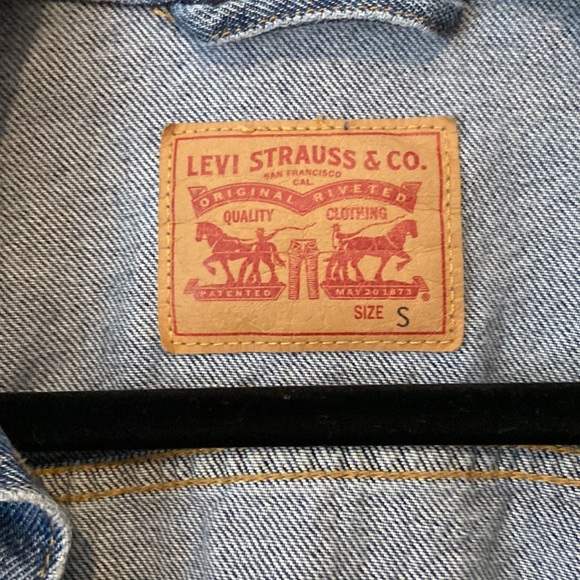 LEVI STRAUSS & CO.
SAN FRANCISCO
CAL.
ORIGINAL RIVETED
QUALITY CLOTHING
PATENTED MAY 20 1873 ®
SIZE S